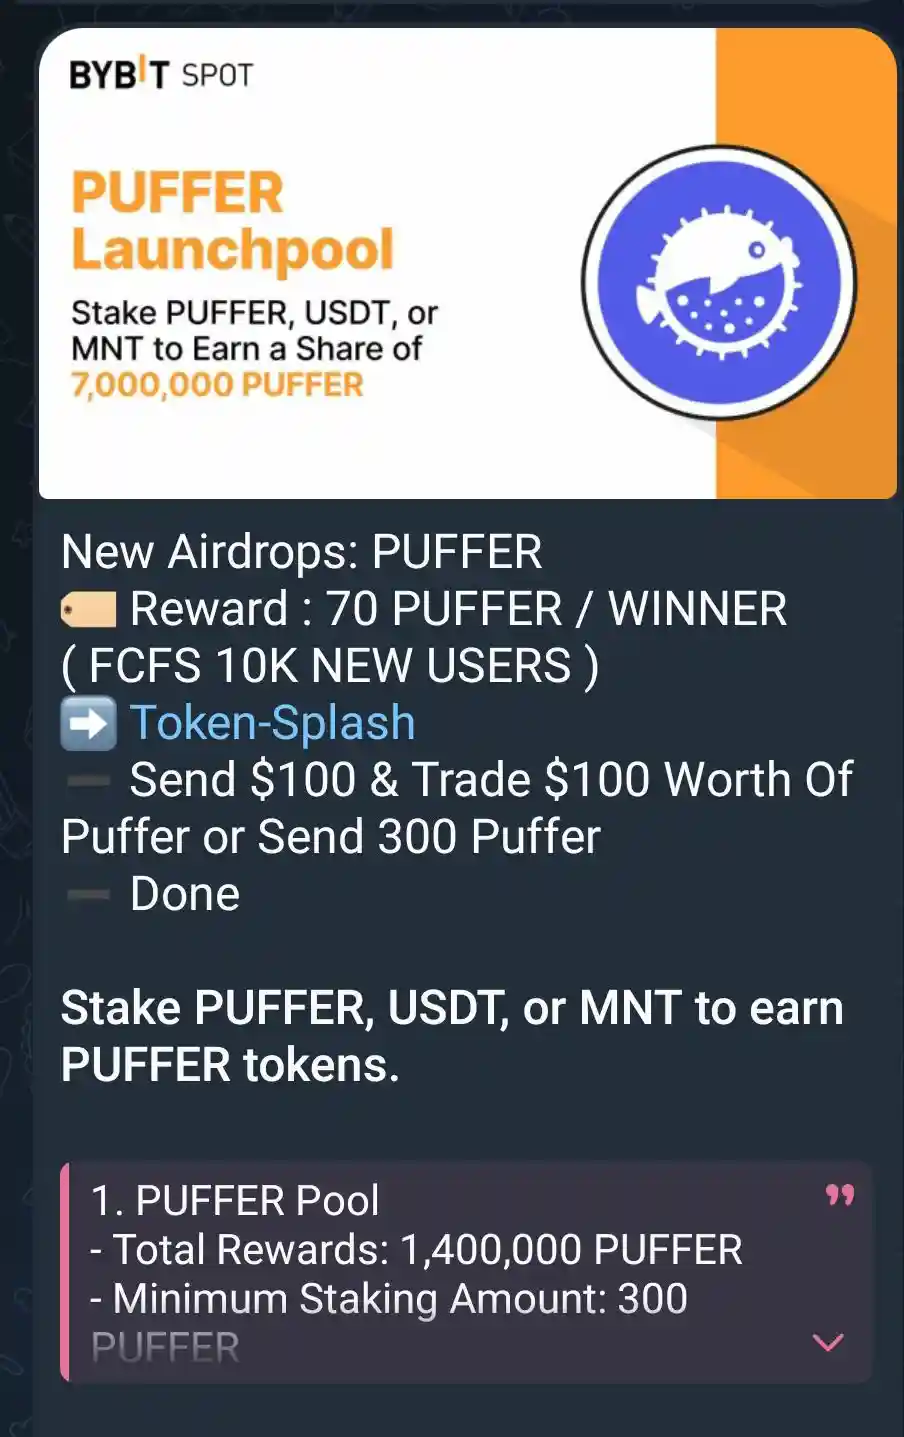 BYBIT SPOT
PUFFER
Launchpool
Stake PUFFER, USDT, or
MNT to Earn a Share of
7,000,000 PUFFER
New Airdrops: PUFFER
Reward : 70 PUFFER / WINNER
( FCFS 10K NEW USERS )
➡️ Token-Splash
➖ Send $100 & Trade $100 Worth Of
Puffer or Send 300 Puffer
➖ Done
Stake PUFFER, USDT, or MNT to earn
PUFFER tokens.
1. PUFFER Pool
- Total Rewards: 1,400,000 PUFFER
- Minimum Staking Amount: 300
PUFFER